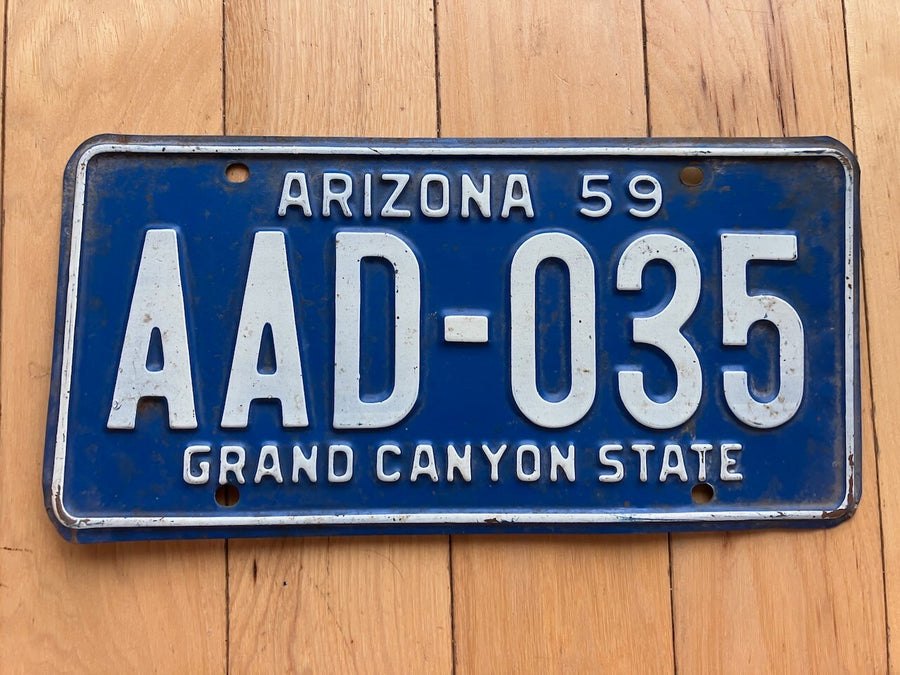 ARIZONA 59
AAD-035
GRAND CANYON STATE